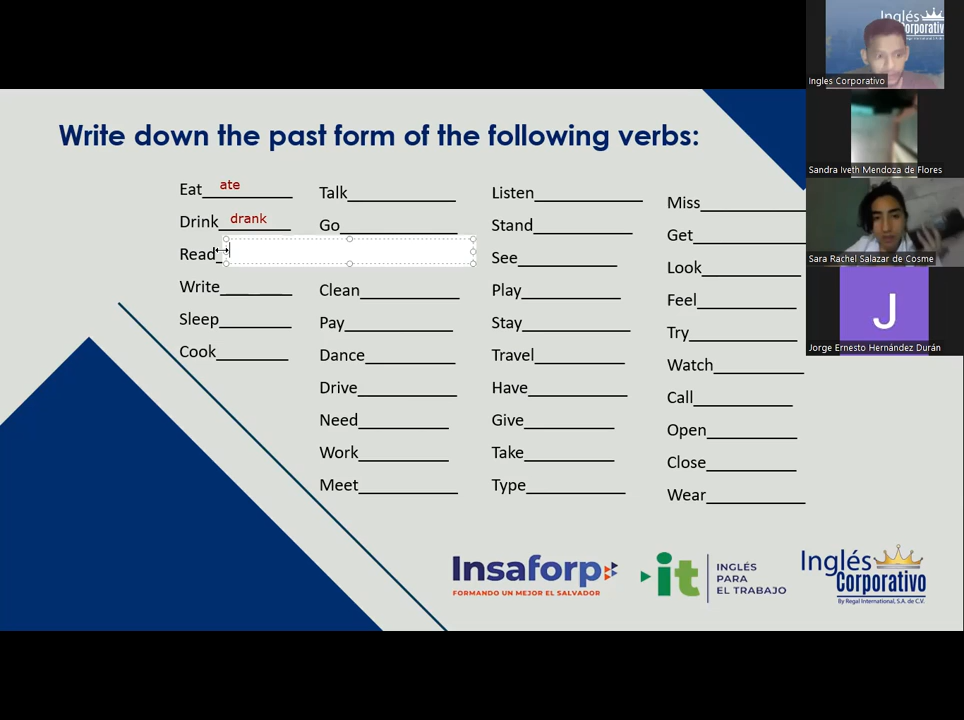 Write down the past form of the following verbs:
Eat ate
Drink drank
Read
Write
Sleep
Cook
Talk
Go
Clean
Pay
Dance
Drive
Need
Work
Meet
Listen
Stand
See
Play
Stay
Travel
Have
Give
Take
Type
Miss
Get
Look
Feel
Try
Watch
Call
Open
Close
Wear
Insaforp
FORMANDO UN MEJOR EL SALVADOR
it
INGLÉS
PARA
EL TRABAJO
Inglés
Corporativo
By Regal International, S.A. de C.V.
Inglés
Corporativo
Ingles Corporativo
Sandra Iveth Mendoza de Flores
Sara Rachel Salazar de Cosme
J
Jorge Ernesto Hernández Durán